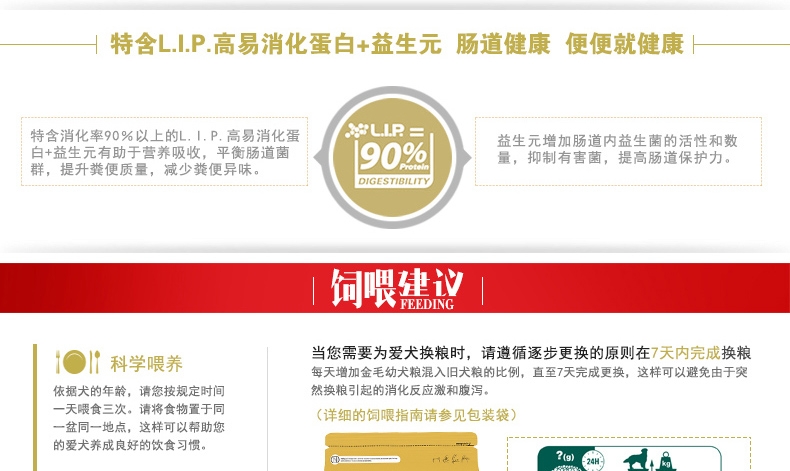 特含L.I.P.高易消化蛋白+益生元 肠道健康 便便就健康
特含消化率90%以上的L.I.P.高易消化蛋
白+益生元有助于营养吸收，平衡肠道菌
群，提升粪便质量，减少粪便异味。
L.I.P.=
90%
Protein
DIGESTIBILITY
益生元增加肠道内益生菌的活性和数
量，抑制有害菌，提高肠道保护力。
饲喂建议
FEEDING
科学喂养
依据犬的年龄，请您按规定时间
一天喂食三次。请将食物置于同
一盆同一地点，这样可以帮助您
的爱犬养成良好的饮食习惯。
当您需要为爱犬换粮时，请遵循逐步更换的原则在7天内完成换粮
每天增加金毛幼犬粮混入旧犬粮的比例，直至7天完成更换，这样可以避免由于突
然换粮引起的消化反应激和腹泻。
（详细的饲喂指南请参见包装袋）
?(g)
24H
kg